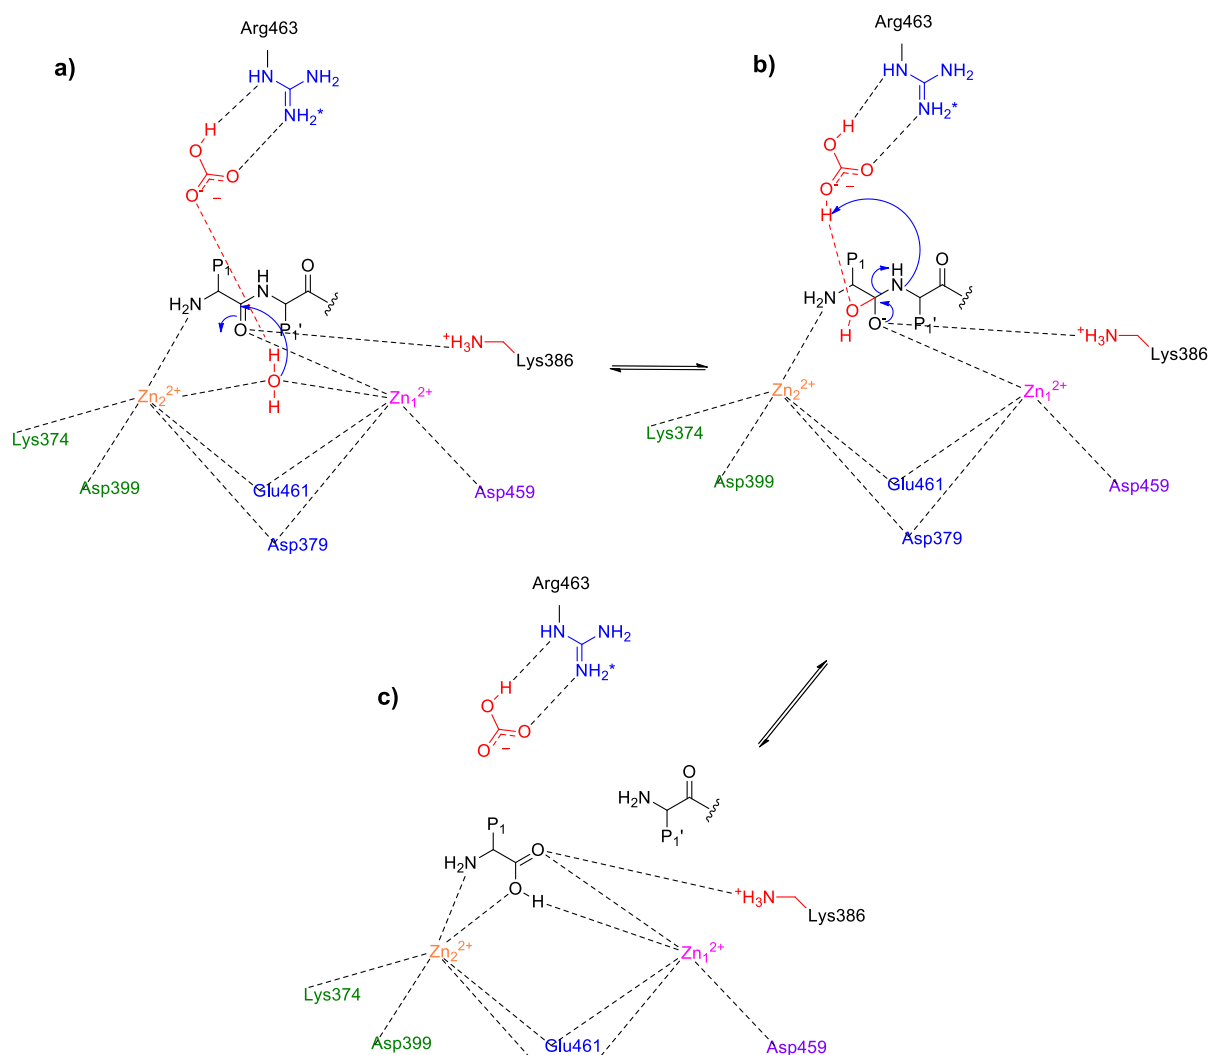 Arg463
a)
HN NH2
NH2*
H
O
O
O-
–
P1 H O
H2N N
O P1'
H
O
H
+H3N
Lys386
Zn2 2+
Zn1 2+
Lys374
Asp399
Glu461
Asp459
Asp379
Arg463
b)
HN NH2
NH2*
H
O
O
O-
–
H
P1 H O
H2N N
O
H
O- P1'
+H3N
Lys386
Zn2 2+
Zn1 2+
Lys374
Asp399
Glu461
Asp459
Asp379
Arg463
HN NH2
NH2*
c)
H
O
O
O
–
O
H2N
P1'
P1
O
H2N
O
H
+H3N
Lys386
Zn2 2+
Zn1 2+
Lys374
Asp399
Glu461
Asp459